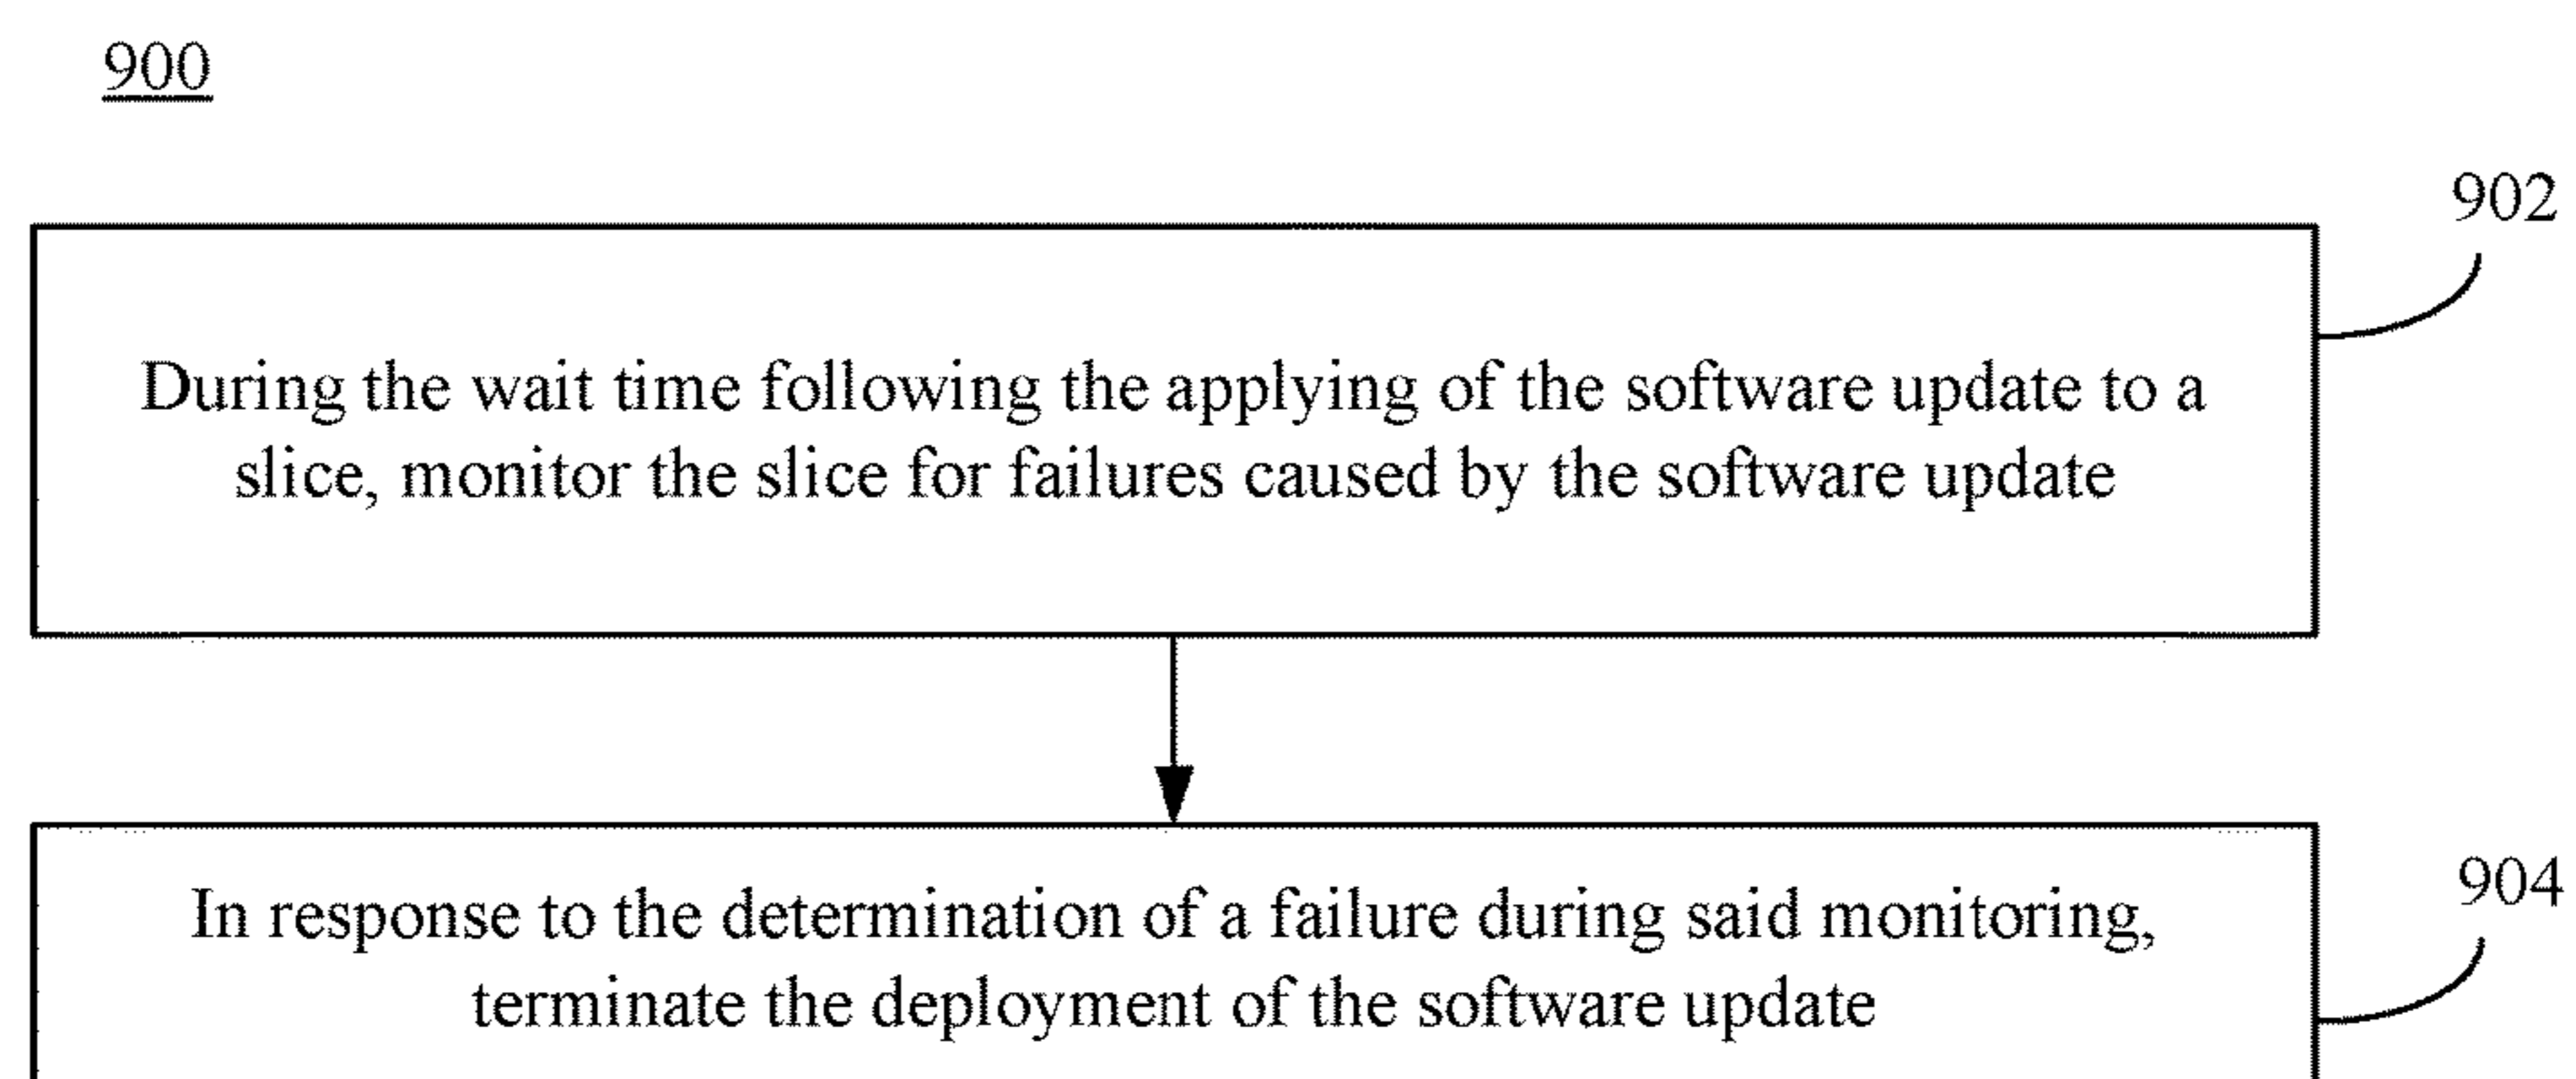 900
902
During the wait time following the applying of the software update to a
slice, monitor the slice for failures caused by the software update
904
In response to the determination of a failure during said monitoring,
terminate the deployment of the software update